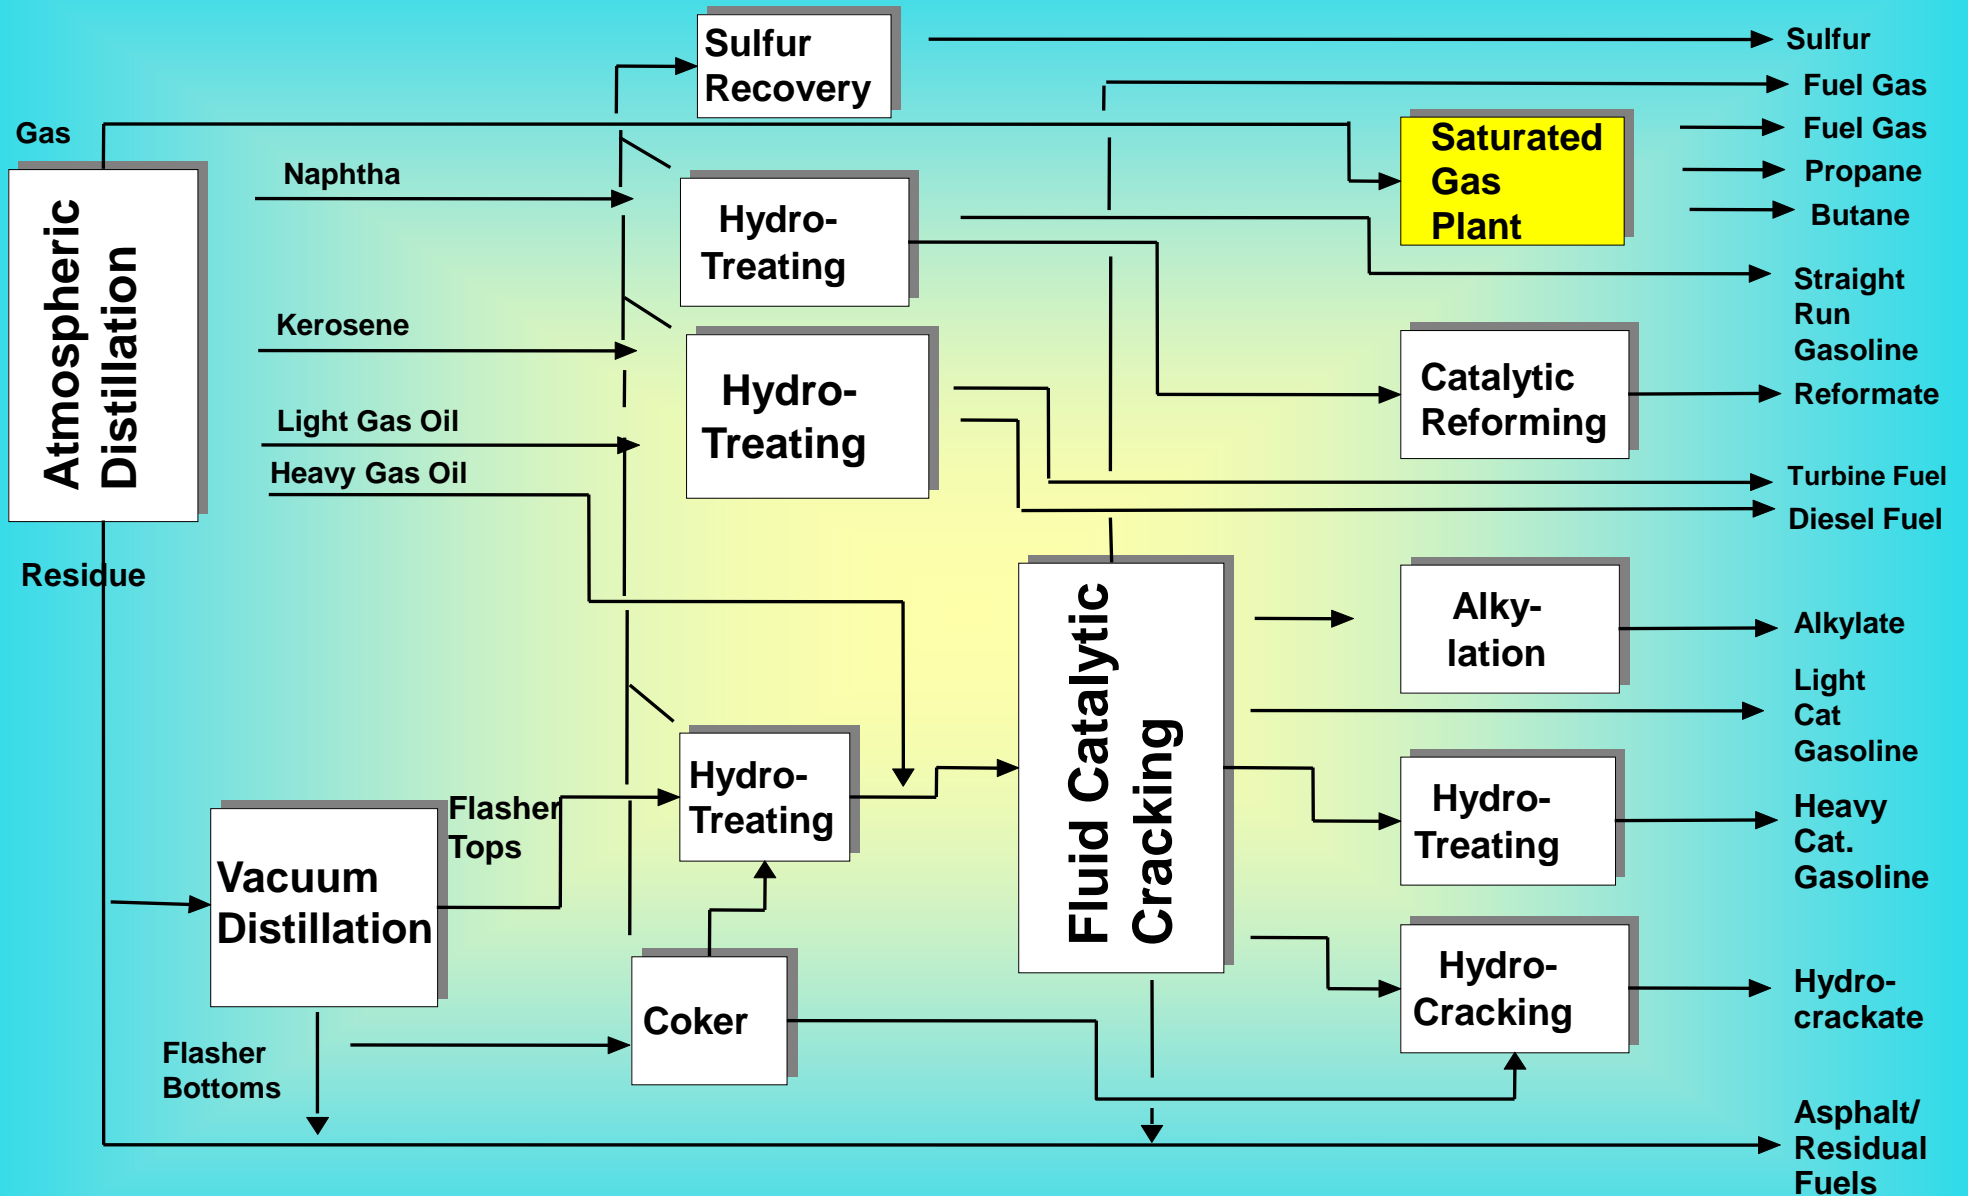 Sulfur
Recovery
Sulfur
Fuel Gas
Gas
Saturated
Gas
Plant
Fuel Gas
Propane
Butane
Naphtha
Atmospheric
Distillation
Hydro-
Treating
Straight
Run
Gasoline
Kerosene
Hydro-
Treating
Catalytic
Reforming
Reformate
Light Gas Oil
Heavy Gas Oil
Turbine Fuel
Diesel Fuel
Residue
Fluid Catalytic
Cracking
Alky-
lation
Alkylate
Light
Cat
Gasoline
Hydro-
Treating
Flasher
Tops
Hydro-
Treating
Heavy
Cat.
Gasoline
Vacuum
Distillation
Coker
Hydro-
Cracking
Hydro-
crackate
Flasher
Bottoms
Asphalt/
Residual
Fuels